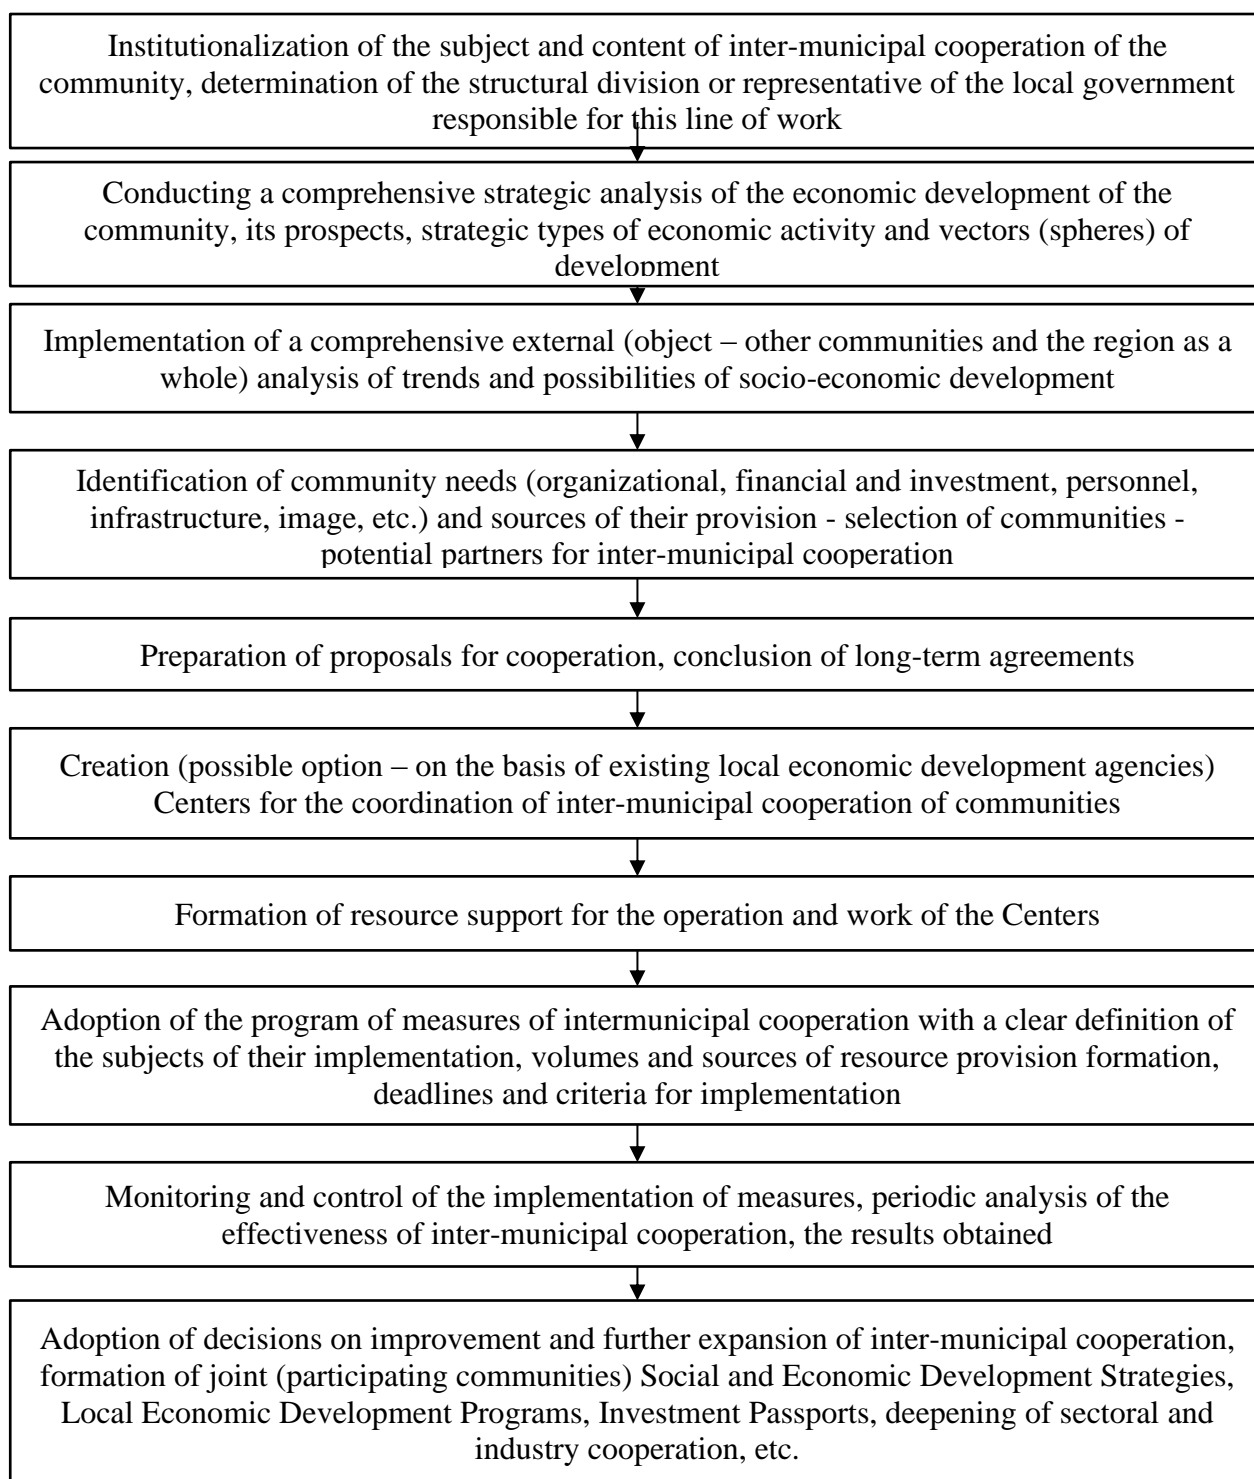 Institutionalization of the subject and content of inter-municipal cooperation of the
community, determination of the structural division or representative of the local government
responsible for this line of work
Conducting a comprehensive strategic analysis of the economic development of the
community, its prospects, strategic types of economic activity and vectors (spheres) of
development
Implementation of a comprehensive external (object – other communities and the region as a
whole) analysis of trends and possibilities of socio-economic development
Identification of community needs (organizational, financial and investment, personnel,
infrastructure, image, etc.) and sources of their provision - selection of communities -
potential partners for inter-municipal cooperation
Preparation of proposals for cooperation, conclusion of long-term agreements
Creation (possible option – on the basis of existing local economic development agencies)
Centers for the coordination of inter-municipal cooperation of communities
Formation of resource support for the operation and work of the Centers
Adoption of the program of measures of intermunicipal cooperation with a clear definition of
the subjects of their implementation, volumes and sources of resource provision formation,
deadlines and criteria for implementation
Monitoring and control of the implementation of measures, periodic analysis of the
effectiveness of inter-municipal cooperation, the results obtained
Adoption of decisions on improvement and further expansion of inter-municipal cooperation,
formation of joint (participating communities) Social and Economic Development Strategies,
Local Economic Development Programs, Investment Passports, deepening of sectoral and
industry cooperation, etc.